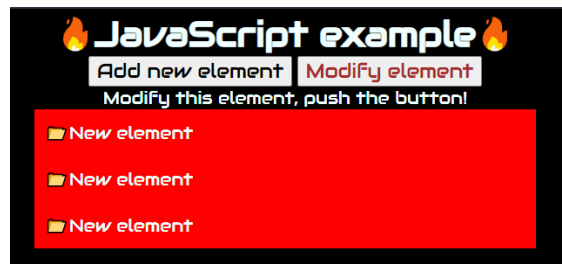 🔥JavaScript example🔥
Add new element Modify element
Modify this element, push the button!
📁New element
📁New element
📁New element